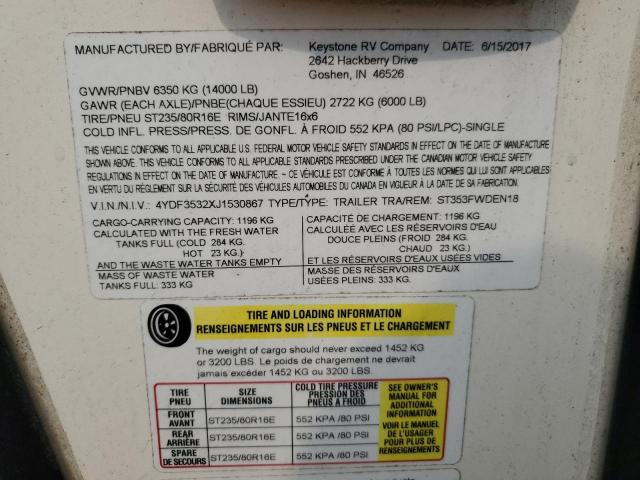 MANUFACTURED BY/FABRIQUÉ PAR: Keystone RV Company DATE: 6/15/2017
2642 Hackberry Drive
Goshen, IN 46526
GVWR/PNBV 6350 KG (14000 LB)
GAWR (EACH AXLE)/PNBE(CHAQUE ESSIEU) 2722 KG (6000 LB)
TIRE/PNEU ST235/80R16E RIMS/JANTE16x6
COLD INFL. PRESS/PRESS. DE GONFL. À FROID 552 KPA (80 PSI/LPC)-SINGLE
THIS VEHICLE CONFORMS TO ALL APPLICABLE U.S. FEDERAL MOTOR VEHICLE SAFETY STANDARDS IN EFFECT ON THE DATE OF MANUFACTURE
SHOWN ABOVE. THIS VEHICLE CONFORMS TO ALL APPLICABLE STANDARDS PRESCRIBED UNDER THE CANADIAN MOTOR VEHICLE SAFETY
REGULATIONS IN EFFECT ON THE DATE OF MANUFACTURE — CE VÉHICULE EST CONFORME À TOUTES LES NORMES QUI LUI SONT APPLICABLES
EN VERTU DU RÉGLEMENT SUR LA SÉCURITÉ DES VÉHICULES AUTOMOBILES DU CANADA EN VIGUEUR À LA DATE DE SA FABRICATION.
V.I.N./N.I.V.: 4YDF3532XJ1530867 TYPE/TYPE: TRAILER TRA/REM: ST353FWDEN18
CARGO-CARRYING CAPACITY: 1196 KG
CALCULATED WITH THE FRESH WATER
TANKS FULL (COLD 284 KG.
HOT 23 KG.)
AND THE WASTE WATER TANKS EMPTY
MASS OF WASTE WATER
TANKS FULL: 333 KG
CAPACITÉ DE CHARGEMENT: 1196 KG
CALCULÉE AVEC LES RÉSERVOIRS D'EAU
DOUCE PLEINS (FROID 284 KG.
CHAUD 23 KG.)
ET LES RÉSERVOIRS D'EAUX USÉES VIDES
MASSE DES RÉSERVOIRS D'EAUX
USÉES PLEINS: 333 KG.
TIRE AND LOADING INFORMATION
RENSEIGNEMENTS SUR LES PNEUS ET LE CHARGEMENT
The weight of cargo should never exceed 1452 KG
or 3200 LBS. Le poids de chargement ne devrait
jamais excéder 1452 KG ou 3200 LBS.
TIRE
PNEU
SIZE
DIMENSIONS
COLD TIRE PRESSURE
PRESSION DES
PNEUS A FROID
FRONT
AVANT
ST235/80R16E
552 KPA /80 PSI
REAR
ARRIÈRE
ST235/80R16E
552 KPA /80 PSI
SPARE
DE SECOURS
ST235/80R16E
552 KPA /80 PSI
SEE OWNER'S
MANUAL FOR
ADDITIONAL
INFORMATION
VOIR LE MANUEL
DE L'USAGER
POUR PLUS DE
RENSEIGNEMENTS